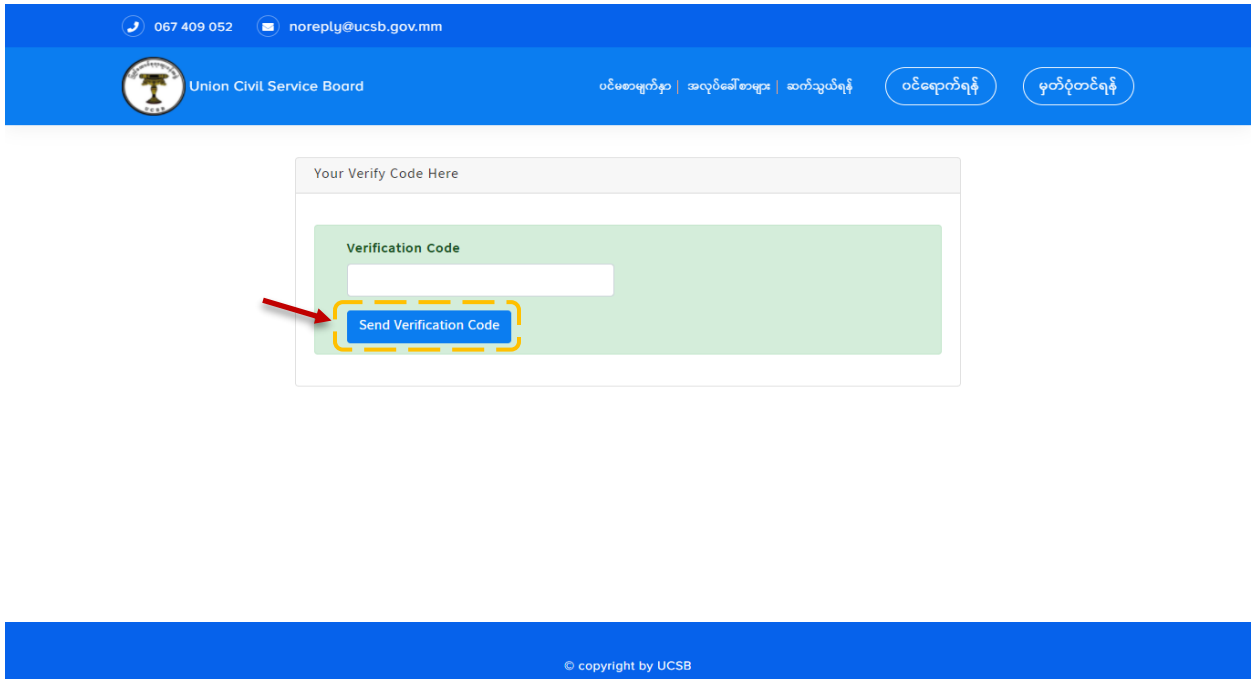 067 409 052 noreply@ucsb.gov.mm
Union Civil Service Board ပင်မစာမျက်နှာ | အလုပ်ခေါ်စာများ | ဆက်သွယ်ရန် ဝင်ရောက်ရန် မှတ်ပုံတင်ရန်
Your Verify Code Here
Verification Code
Send Verification Code
© copyright by UCSB